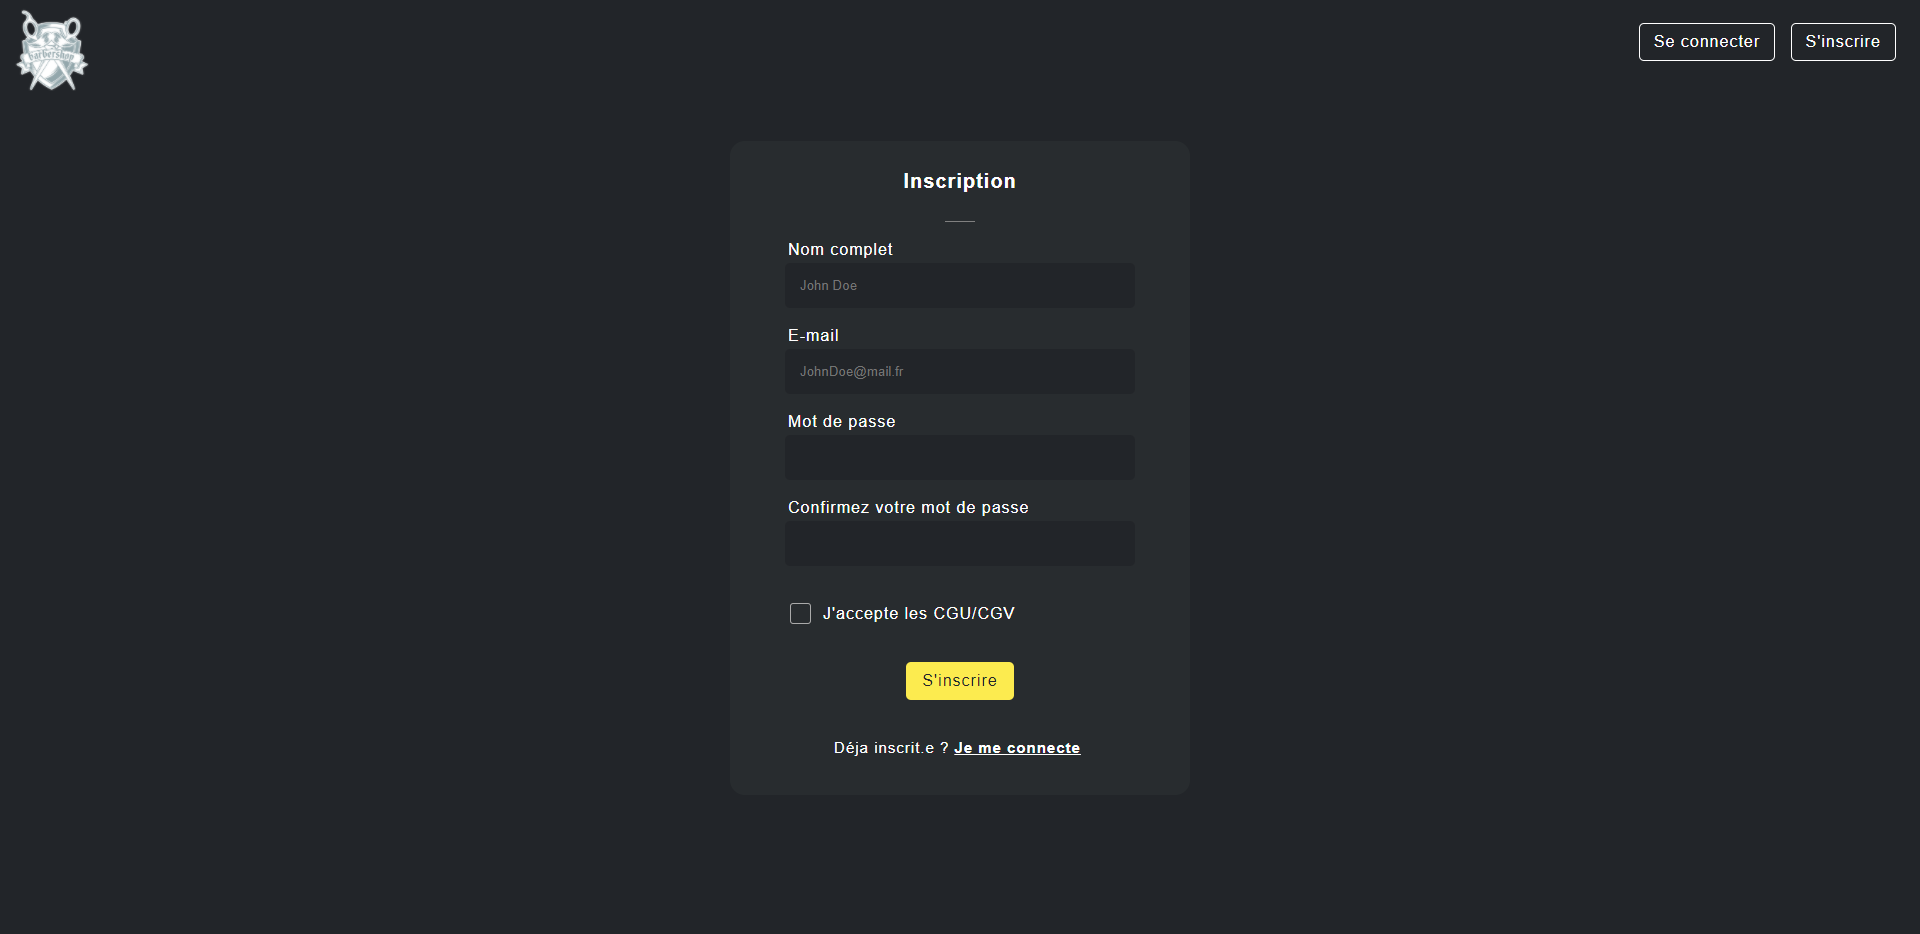 barbershop
Se connecter
S'inscrire
Inscription
Nom complet
John Doe
E-mail
JohnDoe@mail.fr
Mot de passe
Confirmez votre mot de passe
J'accepte les CGU/CGV
S'inscrire
Déja inscrit.e ? Je me connecte